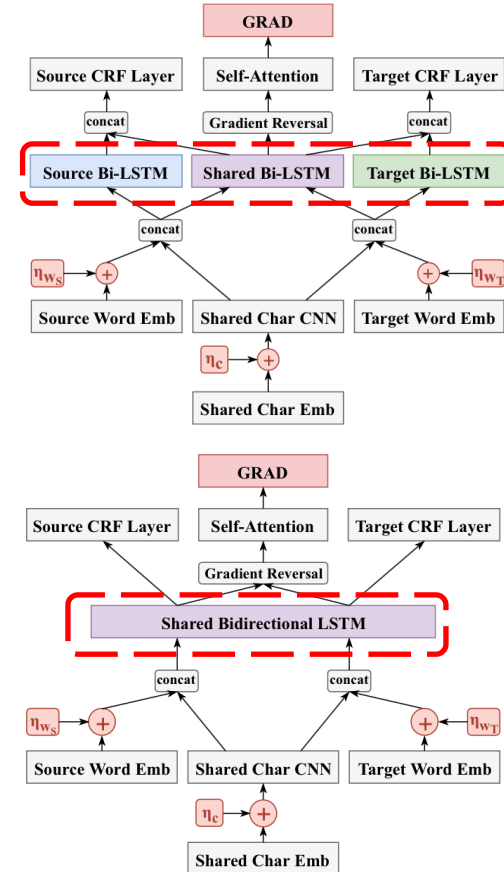 GRAD
Source CRF Layer
Self-Attention
Target CRF Layer
concat
Gradient Reversal
concat
Source Bi-LSTM
Shared Bi-LSTM
Target Bi-LSTM
concat
concat
ηWS
+
+
ηWT
Source Word Emb
Shared Char CNN
Target Word Emb
ηc
+
Shared Char Emb
GRAD
Source CRF Layer
Self-Attention
Target CRF Layer
Gradient Reversal
Shared Bidirectional LSTM
concat
concat
ηWS
+
+
ηWT
Source Word Emb
Shared Char CNN
Target Word Emb
ηc
+
Shared Char Emb